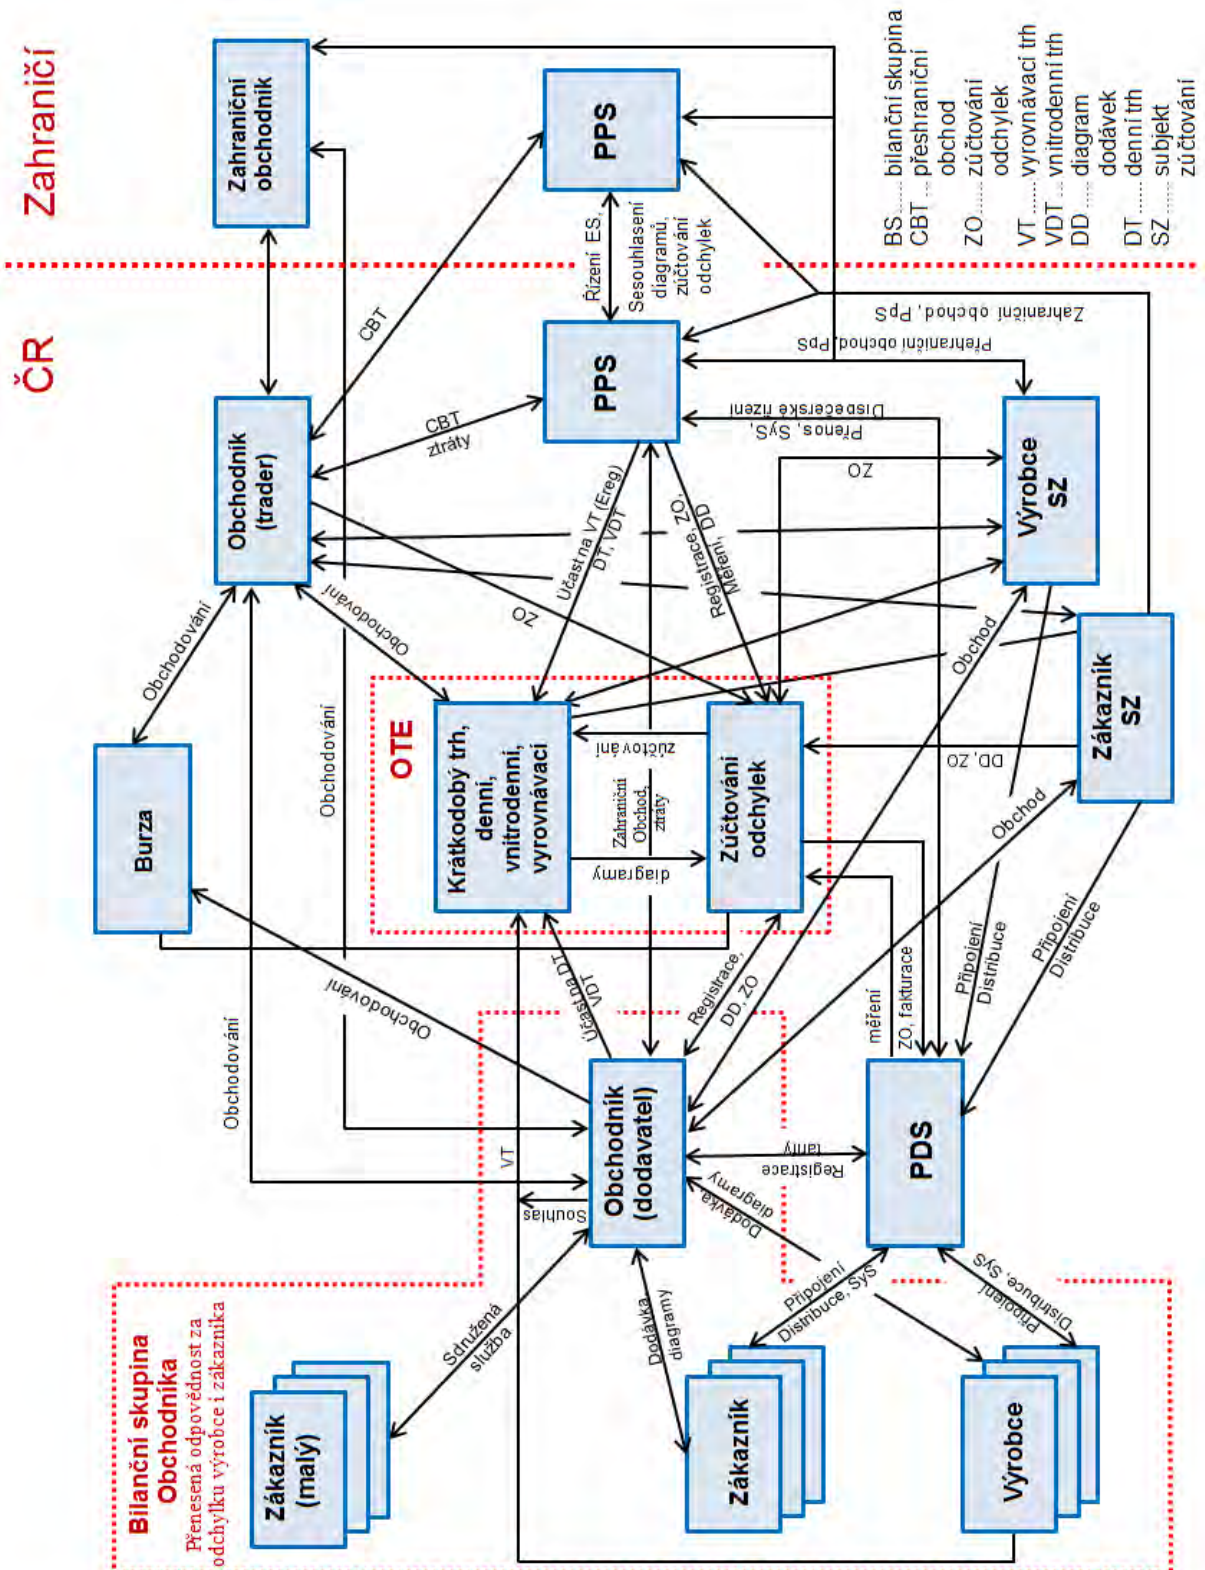 Bilanční skupina
Obchodníka
Přenesená odpovědnost za
odchylku výrobce i zákazníka
ČR
Zahraničí
Zákazník
(malý)
Zákazník
Výrobce
Burza
Obchodník
(trader)
Zahraniční
obchodník
OTE
Krátkodobý trh,
denní,
vnitrodenní,
vyrovnávací
Zúčtování
odchylek
Obchodník
(dodavatel)
PDS
PPS
PPS
Výrobce
SZ
Zákazník
SZ
Obchodování
Obchodování
Obchodování
Obchodování
Obchodování
CBT
CBT
ztráty
ZO
Řízení ES,
Sesouhlasení
diagramů,
zúčtování
odchylek
Účast na VT (Ereg)
DT, VDT
Registrace, ZO,
Měření, DD
Přenos, SyS,
Dispečerské řízení
ZO
Přehraniční obchod, PpS
Zahraniční obchod, PpS
zúčtování
Zahraniční
Obchod,
ztráty
diagramy
Účast na DT,
VDT
Registrace,
DD, ZO
Obchod
Obchod
DD, ZO
měření
ZO, fakturace
Připojení
Distribuce
Připojení
Distribuce
VT
Souhlas
Sdružená
služba
Dodávka
diagramy
Dodávka,
diagramy
Registrace
tarify
Připojení
Distribuce, SyS
Připojení
Distribuce, SyS
BS..... bilanční skupina
CBT ... přeshraniční
obchod
ZO...... zúčtování
odchylek
VT ...... vyrovnávací trh
VDT ... vnitrodenní trh
DD ..... diagram
dodávek
DT ...... denní trh
SZ ..... subjekt
zúčtování